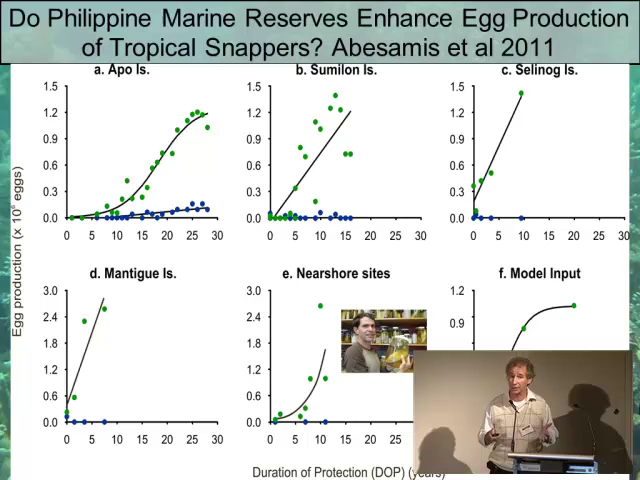 Do Philippine Marine Reserves Enhance Egg Production
of Tropical Snappers? Abesamis et al 2011
a. Apo Is.
b. Sumilon Is.
c. Selinog Is.
1.5
1.2
0.9
0.6
0.3
0.0
0 5 10 15 20 25 30
1.5
1.2
0.9
0.6
0.3
0.0
0 5 10 15 20 25 30
1.5
1.2
0.9
0.6
0.3
0.0
0 5 10 15 20 25 30
Egg production (x 10⁶ eggs)
d. Mantigue Is.
e. Nearshore sites
f. Model Input
3.0
2.4
1.8
1.2
0.6
0.0
0 5 10 15 20 25 30
3.0
2.4
1.8
1.2
0.6
0.0
0 5 10 15 20 25
1.2
0.9
Duration of Protection (DOP) (years)